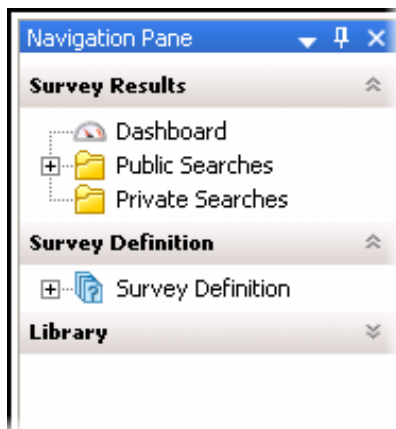 Navigation Pane
Survey Results
Dashboard
Public Searches
Private Searches
Survey Definition
Survey Definition
Library